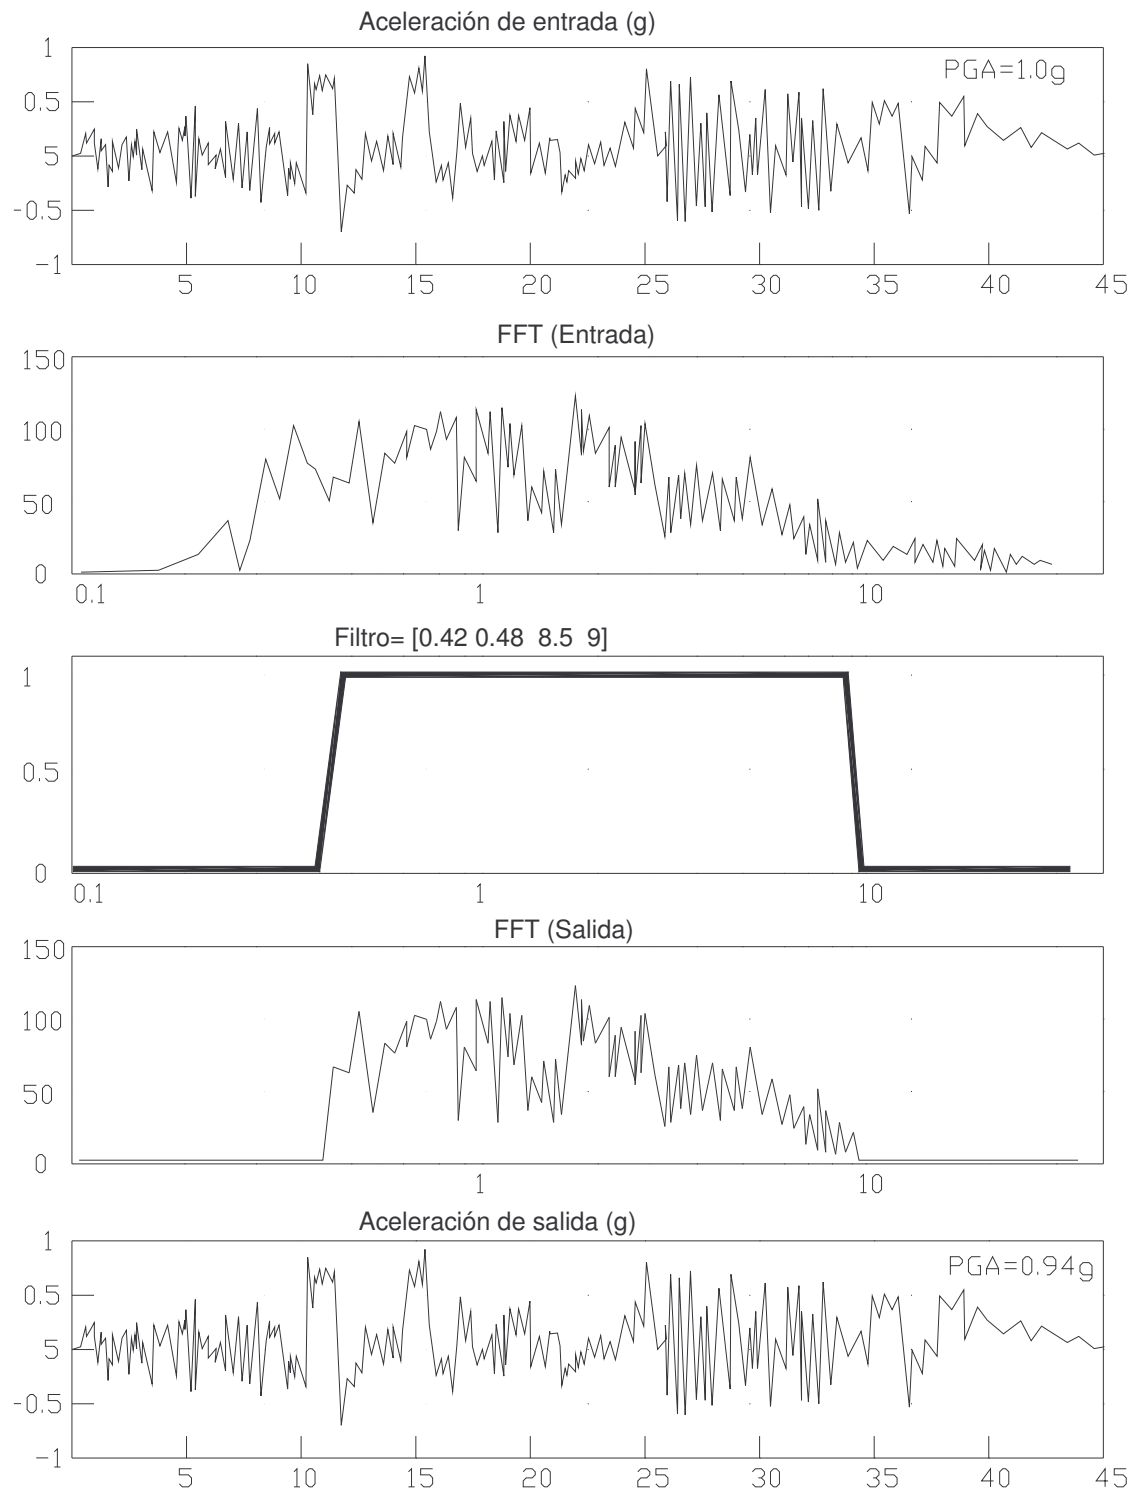 Aceleración de entrada (g)
1
PGA=1.0g
0.5
5
-0.5
-1
5 10 15 20 25 30 35 40 45
FFT (Entrada)
150
100
50
0
0.1 1 10
Filtro= [0.42 0.48 8.5 9]
1
0.5
0
0.1 1 10
FFT (Salida)
150
100
50
0
1 10
Aceleración de salida (g)
1
PGA=0.94g
0.5
5
-0.5
-1
5 10 15 20 25 30 35 40 45